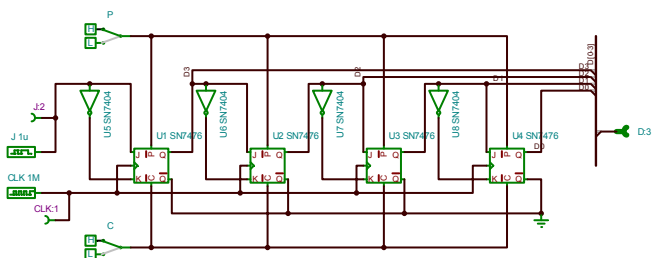 P
H
L
D[0-3]
D3
D2
D1
D0
D3
D2
D1
J:2
U5 SN7404
U6 SN7404
U7 SN7404
U8 SN7404
D:3
J 1u
U1 SN7476
U2 SN7476
U3 SN7476
U4 SN7476
D0
J P Q
J P Q
J P Q
J P Q
K C Q
K C Q
K C Q
K C Q
CLK 1M
CLK:1
C
H
L